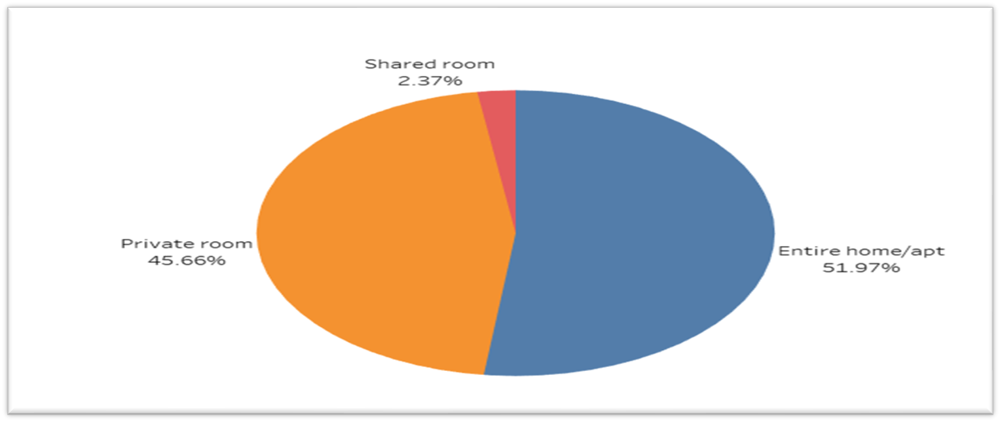 Shared room
2.37%
Private room
45.66%
Entire home/apt
51.97%